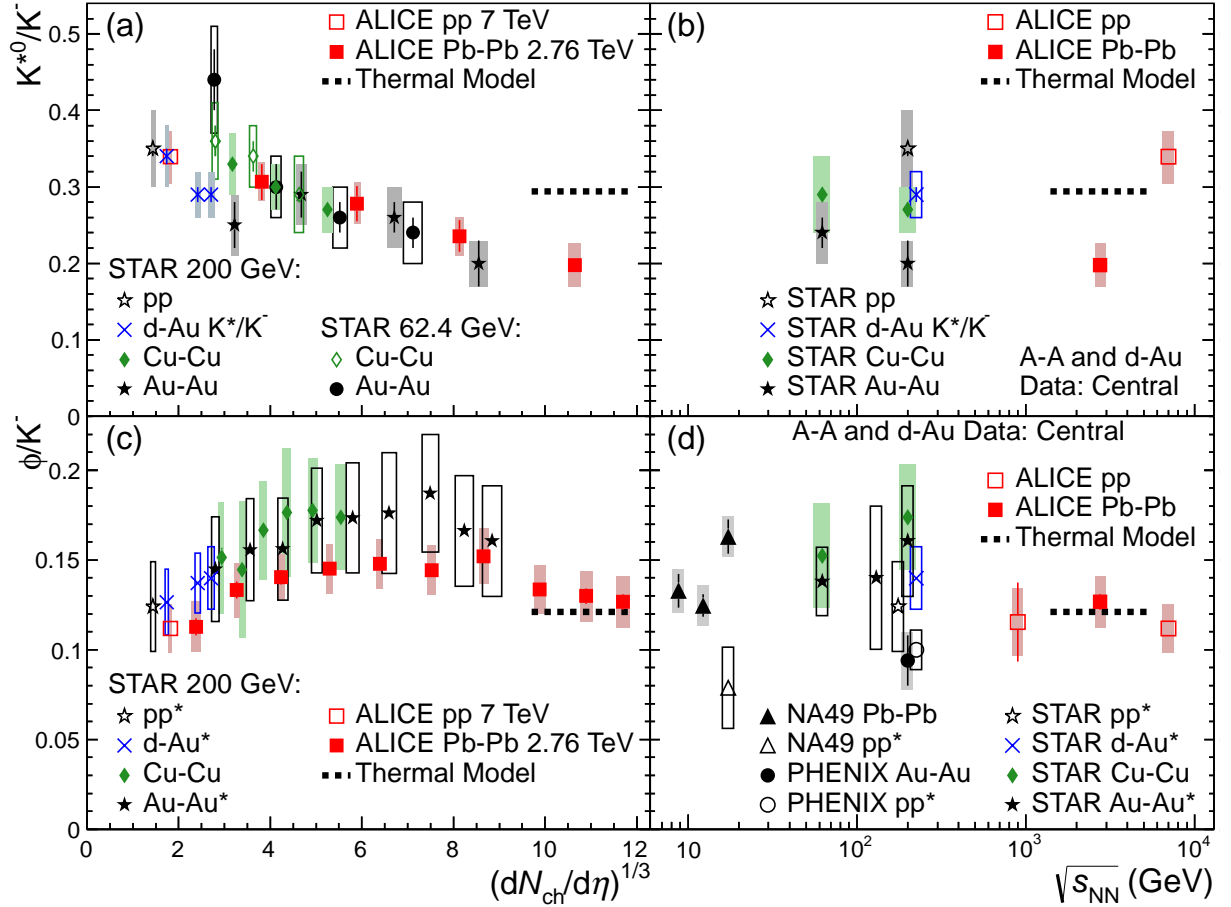 (a)
K*0/K-
0.5
0.4
0.3
0.2
0.1
0
ALICE pp 7 TeV
ALICE Pb-Pb 2.76 TeV
Thermal Model
STAR 200 GeV:
pp
d-Au K*/K-
Cu-Cu
Au-Au
STAR 62.4 GeV:
Cu-Cu
Au-Au
(b)
ALICE pp
ALICE Pb-Pb
Thermal Model
STAR pp
STAR d-Au K*/K-
STAR Cu-Cu
STAR Au-Au
A-A and d-Au
Data: Central
(c)
ϕ/K-
0.2
0.15
0.1
0.05
0
STAR 200 GeV:
pp*
d-Au*
Cu-Cu
Au-Au*
ALICE pp 7 TeV
ALICE Pb-Pb 2.76 TeV
Thermal Model
0 2 4 6 8 10 12
(dNch/dη)1/3
(d)
A-A and d-Au Data: Central
ALICE pp
ALICE Pb-Pb
Thermal Model
NA49 Pb-Pb
NA49 pp*
PHENIX Au-Au
PHENIX pp*
STAR pp*
STAR d-Au*
STAR Cu-Cu
STAR Au-Au*
10 10² 10³ 10⁴
√sNN (GeV)